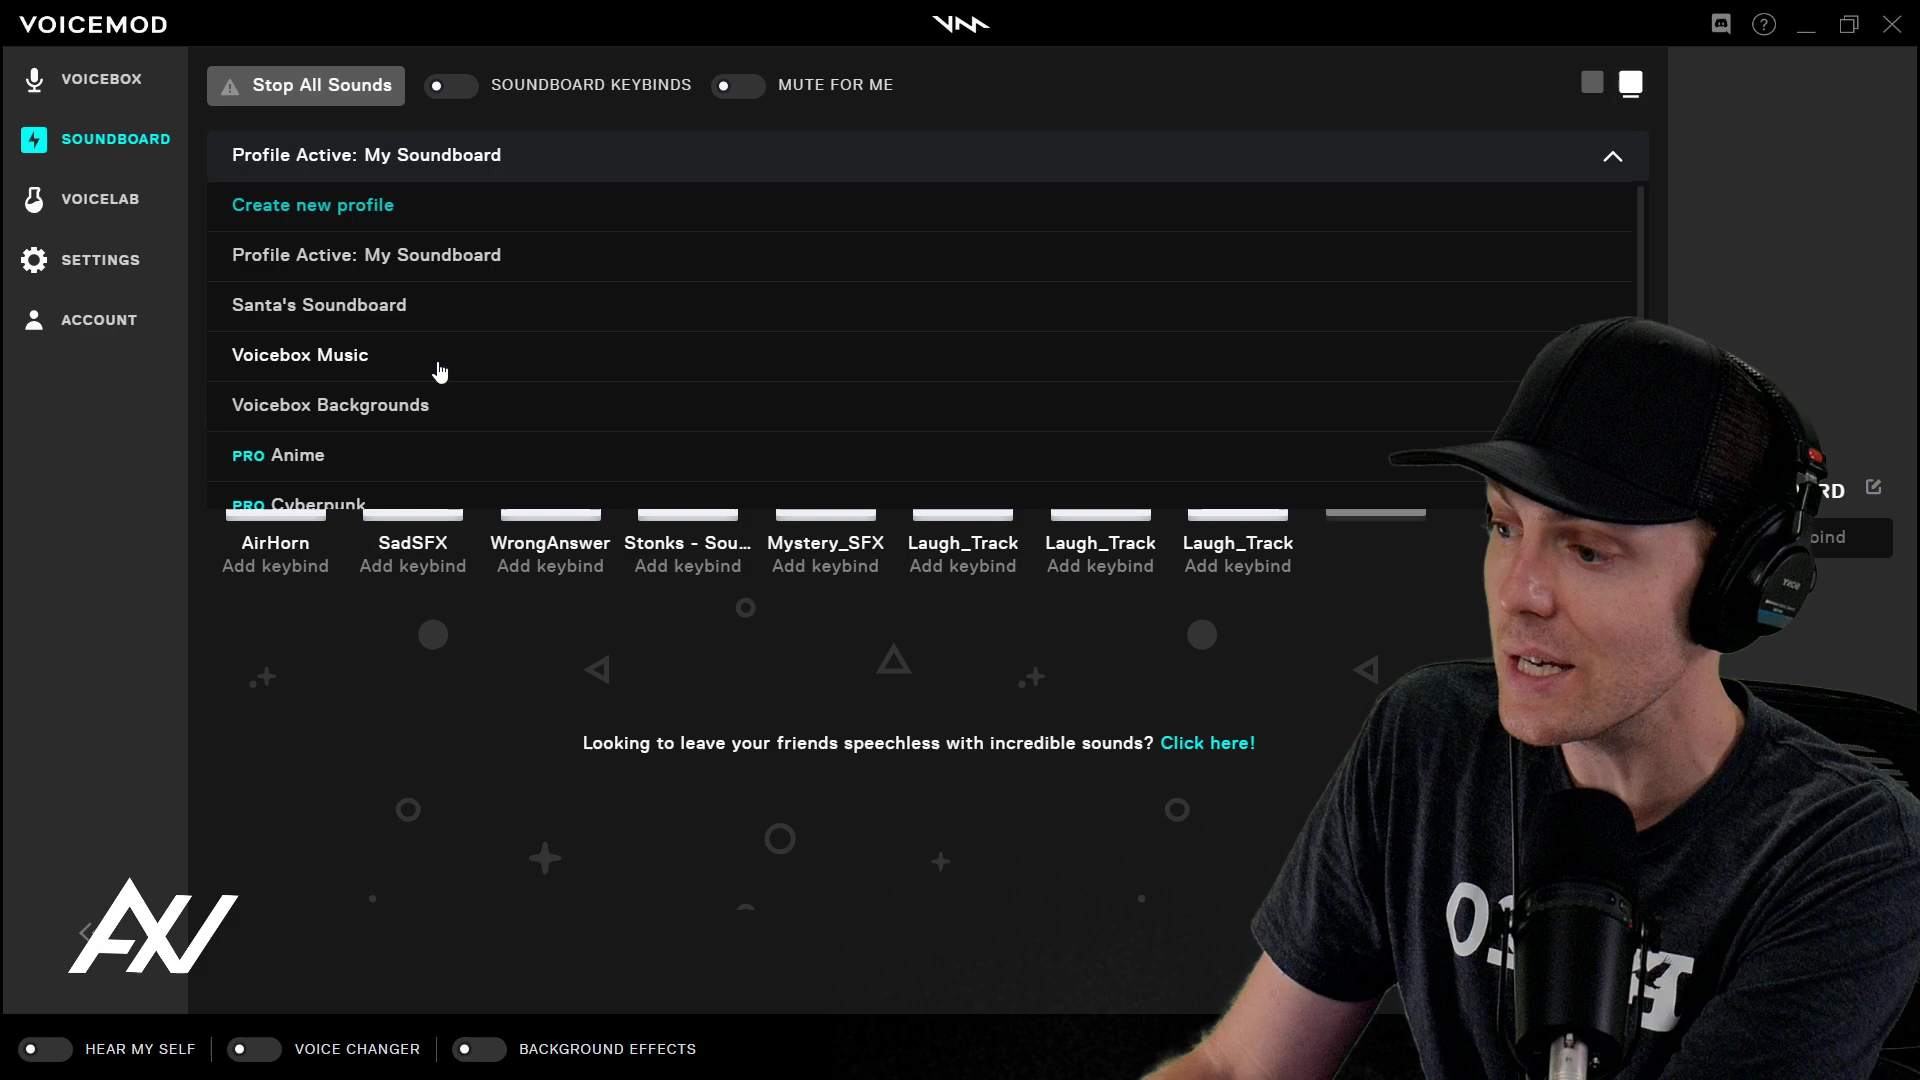 VOICEMOD
VOICEBOX
SOUNDBOARD
VOICELAB
SETTINGS
ACCOUNT
Stop All Sounds
SOUNDBOARD KEYBINDS
MUTE FOR ME
Profile Active: My Soundboard
Create new profile
Profile Active: My Soundboard
Santa's Soundboard
Voicebox Music
Voicebox Backgrounds
PRO Anime
PRO Cyberpunk
AirHorn
Add keybind
SadSFX
Add keybind
WrongAnswer
Add keybind
Stonks - Sou...
Add keybind
Mystery_SFX
Add keybind
Laugh_Track
Add keybind
Laugh_Track
Add keybind
Laugh_Track
Add keybind
RD
bind
Looking to leave your friends speechless with incredible sounds? Click here!
SONY
HEAR MY SELF
VOICE CHANGER
BACKGROUND EFFECTS